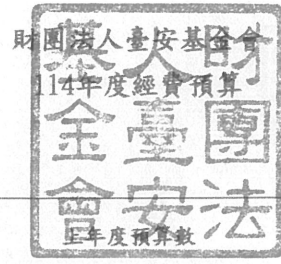 財團法人臺安基金會
114年度經費預算
財團法
人臺安
基金會
上年度預算數